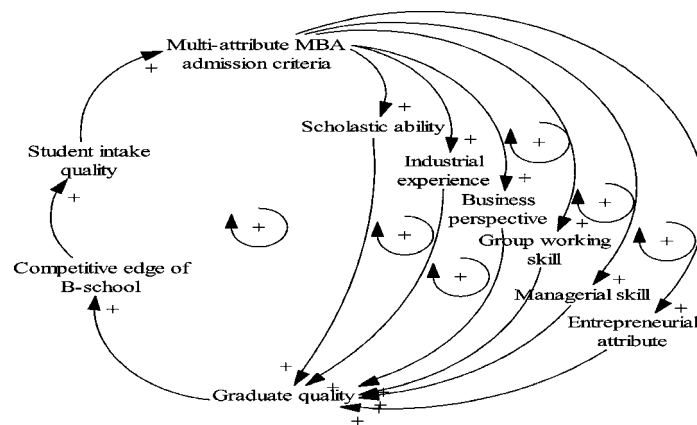 Multi-attribute MBA
admission criteria
+
+
Scholastic ability
+
+
Student intake
quality
Industrial
experience
+
+
+
Business
perspective
+
+
+
Group working
skill
+
+
+
+
Competitive edge of
B-school
+
+
Managerial skill
+
+
Entrepreneurial
attribute
+
+
Graduate quality
+
+
+
+